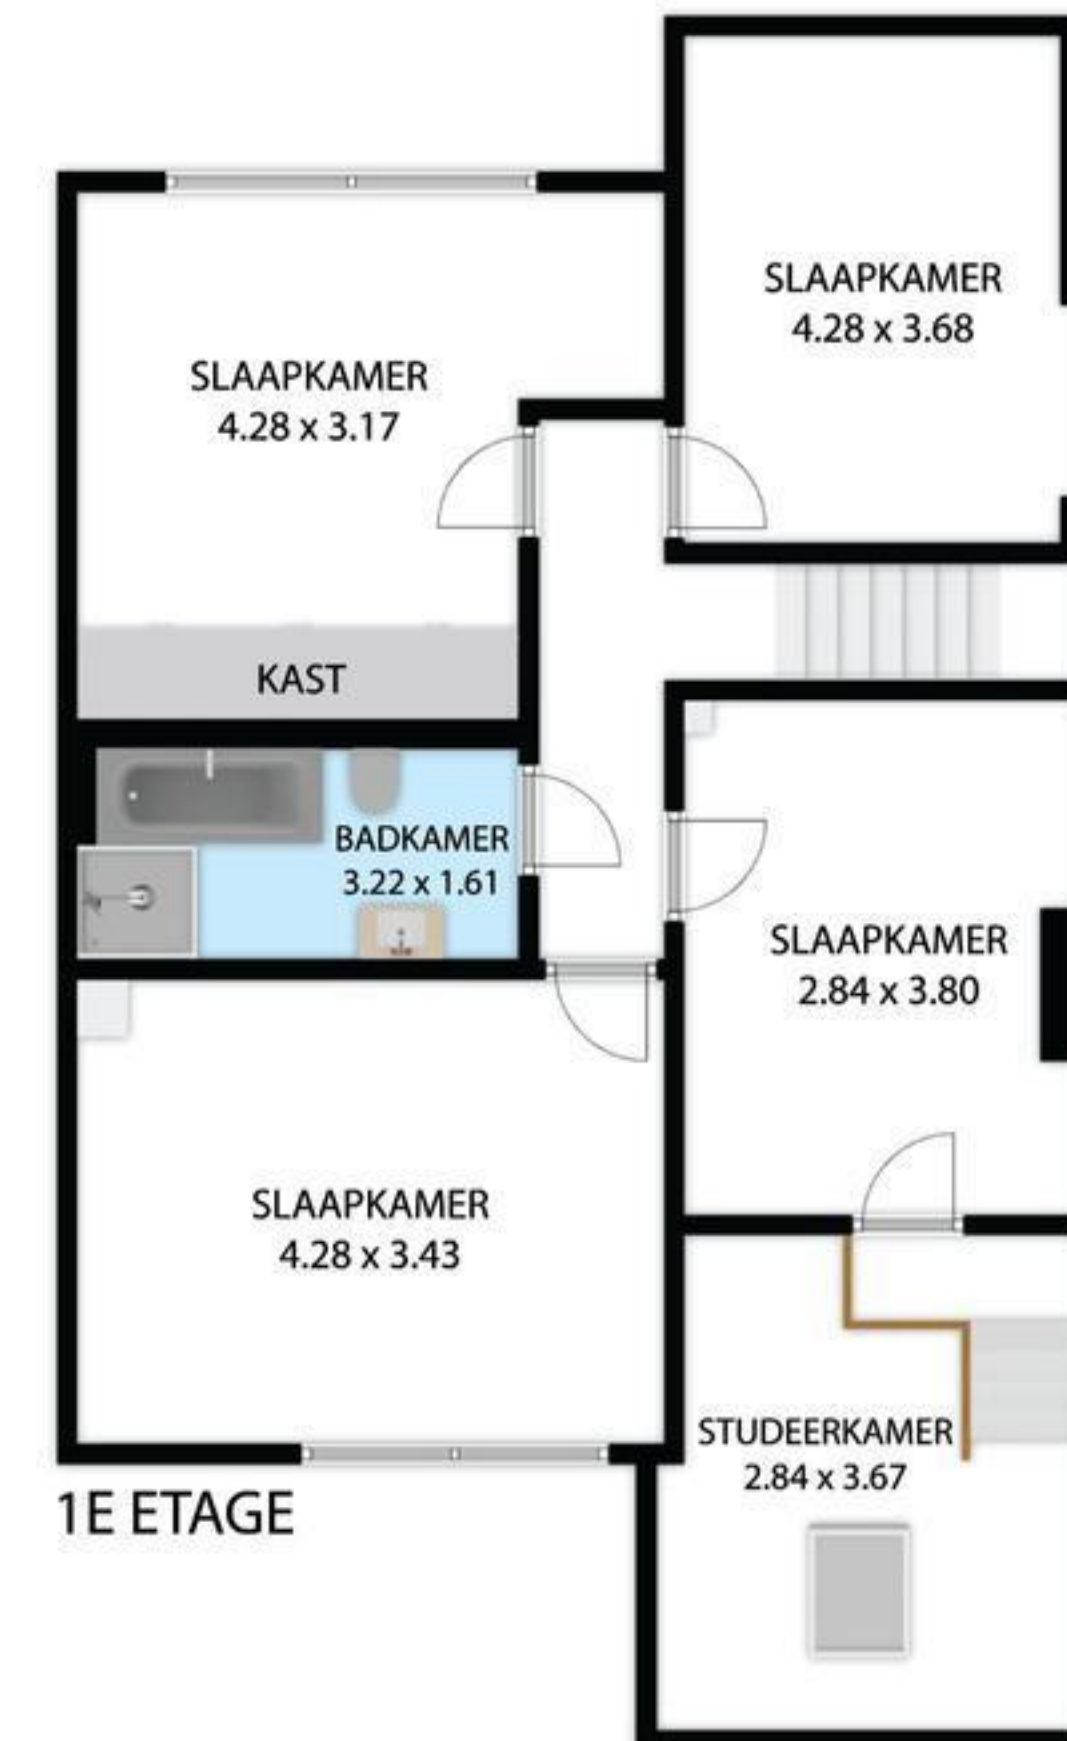 SLAAPKAMER
4.28 x 3.68
SLAAPKAMER
4.28 x 3.17
KAST
BADKAMER
3.22 x 1.61
SLAAPKAMER
2.84 x 3.80
SLAAPKAMER
4.28 x 3.43
STUDEERKAMER
2.84 x 3.67
1E ETAGE